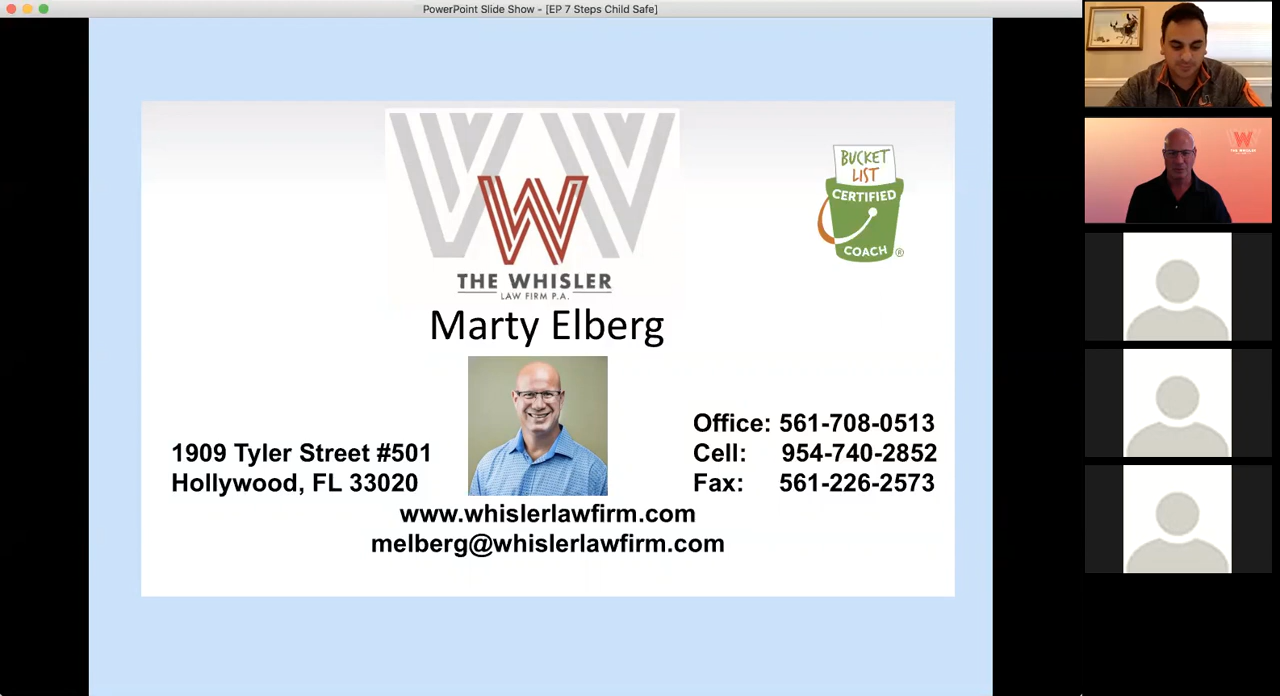 PowerPoint Slide Show - [EP 7 Steps Child Safe]
BUCKET
LIST
CERTIFIED
COACH ®
W
THE WHISLER
LAW FIRM P.A.
Marty Elberg
1909 Tyler Street #501
Hollywood, FL 33020
Office: 561-708-0513
Cell: 954-740-2852
Fax: 561-226-2573
www.whislerlawfirm.com
melberg@whislerlawfirm.com
W
THE WHISLER